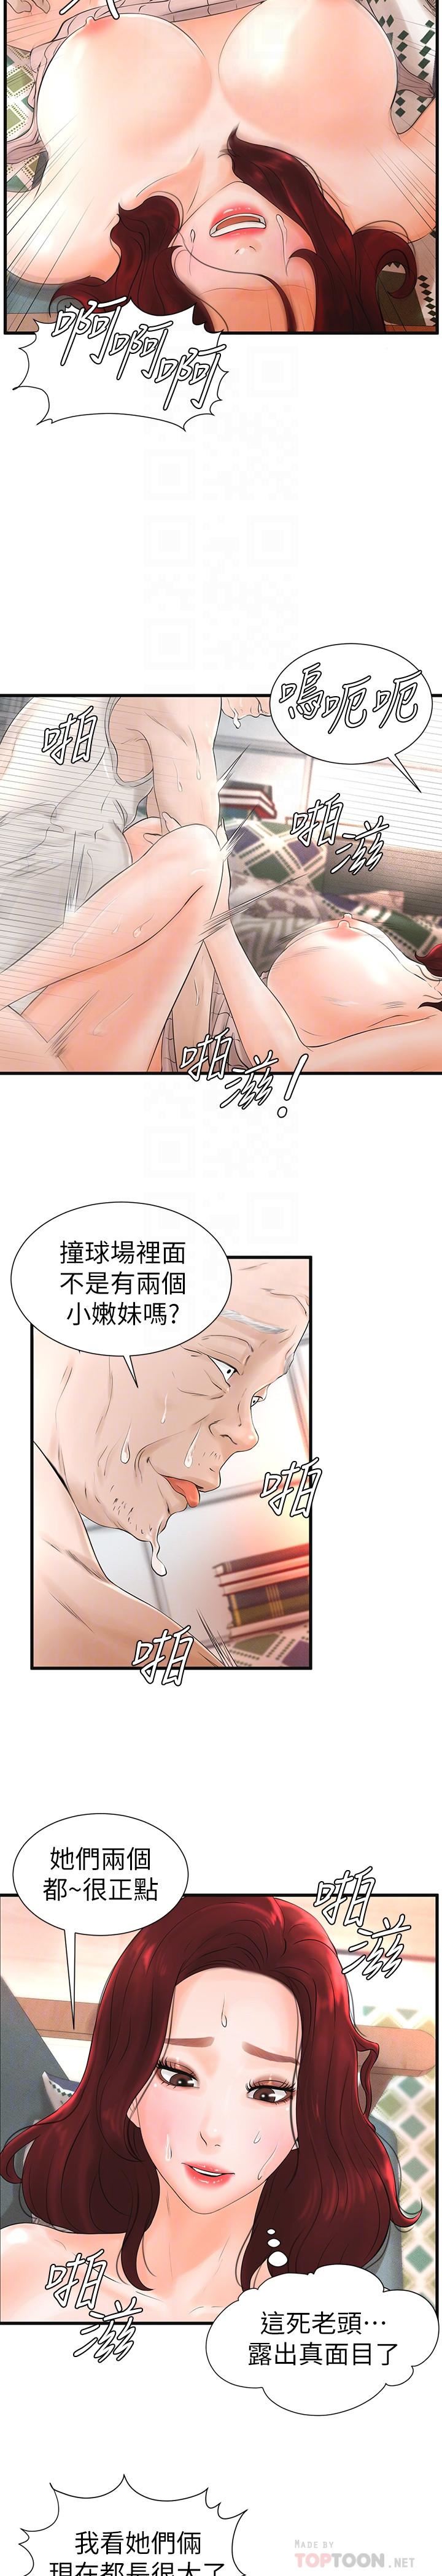 啊啊啊
嗚呃呃
啪
啪
滋
啪
滋!
撞球場裡面
不是有兩個
小嫩妹嗎?
啪
啪
她們兩個
都~很正點
啪
滋
啪
滋
這死老頭…
露出真面目了
我看她們倆
現在都長很大了
MADE BY
TOPTOON.NET